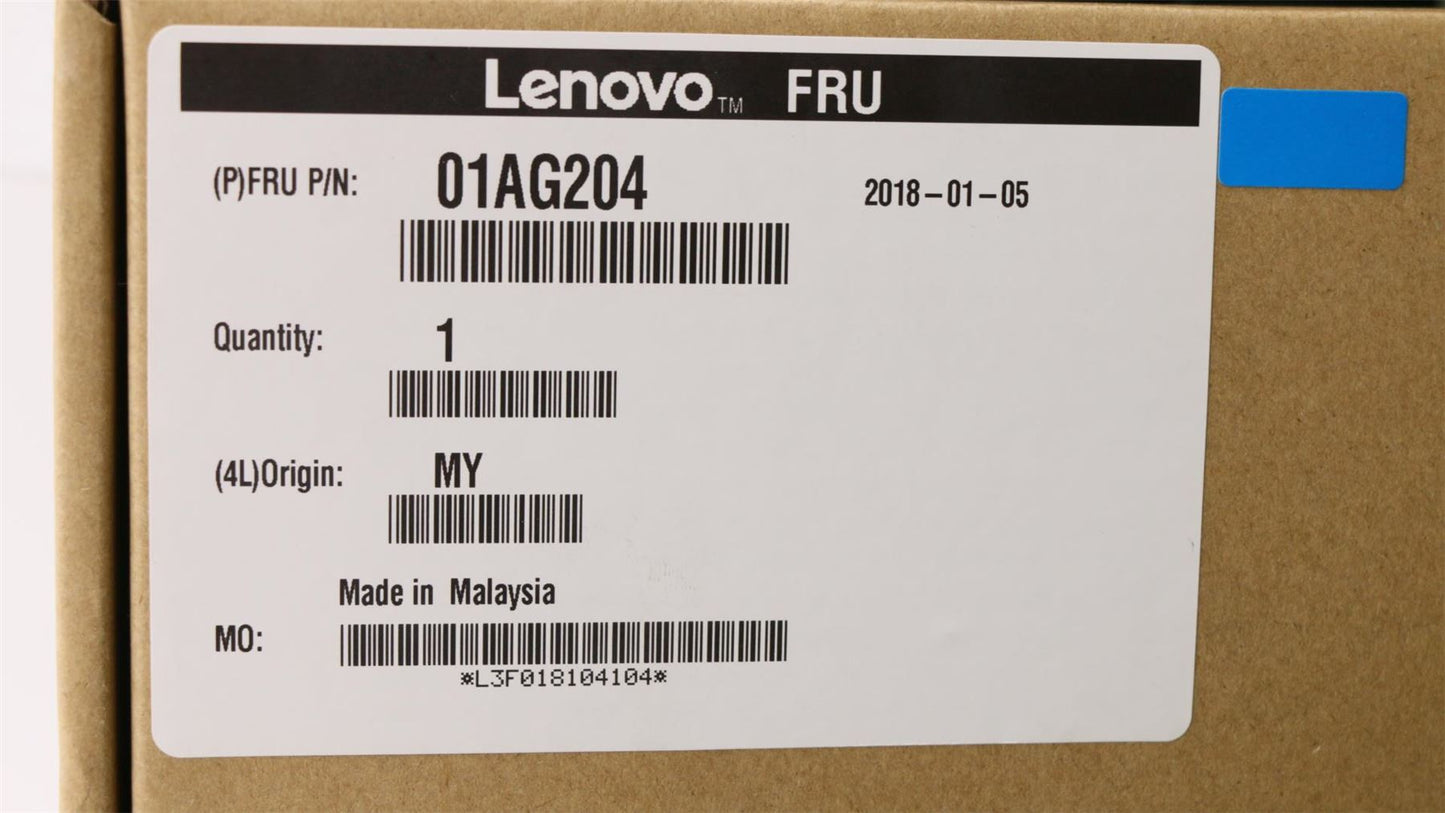 Lenovo™ FRU
(P)FRU P/N: 01AG204 2018-01-05
Quantity: 1
(4L)Origin: MY
Made in Malaysia
MO:
*L3F018104104*